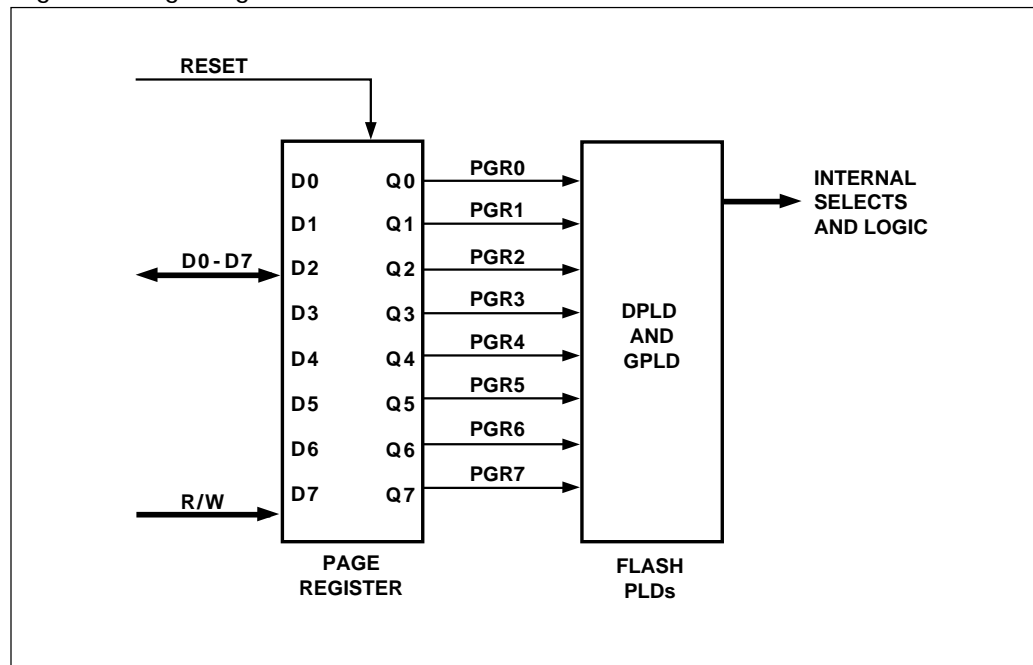 RESET
D0 Q0 PGR0
D1 Q1 PGR1
D0-D7 D2 Q2 PGR2
D3 Q3 PGR3
D4 Q4 PGR4
D5 Q5 PGR5
D6 Q6 PGR6
D7 Q7 PGR7
R/W
PAGE
REGISTER
DPLD
AND
GPLD
FLASH
PLDs
INTERNAL
SELECTS
AND LOGIC